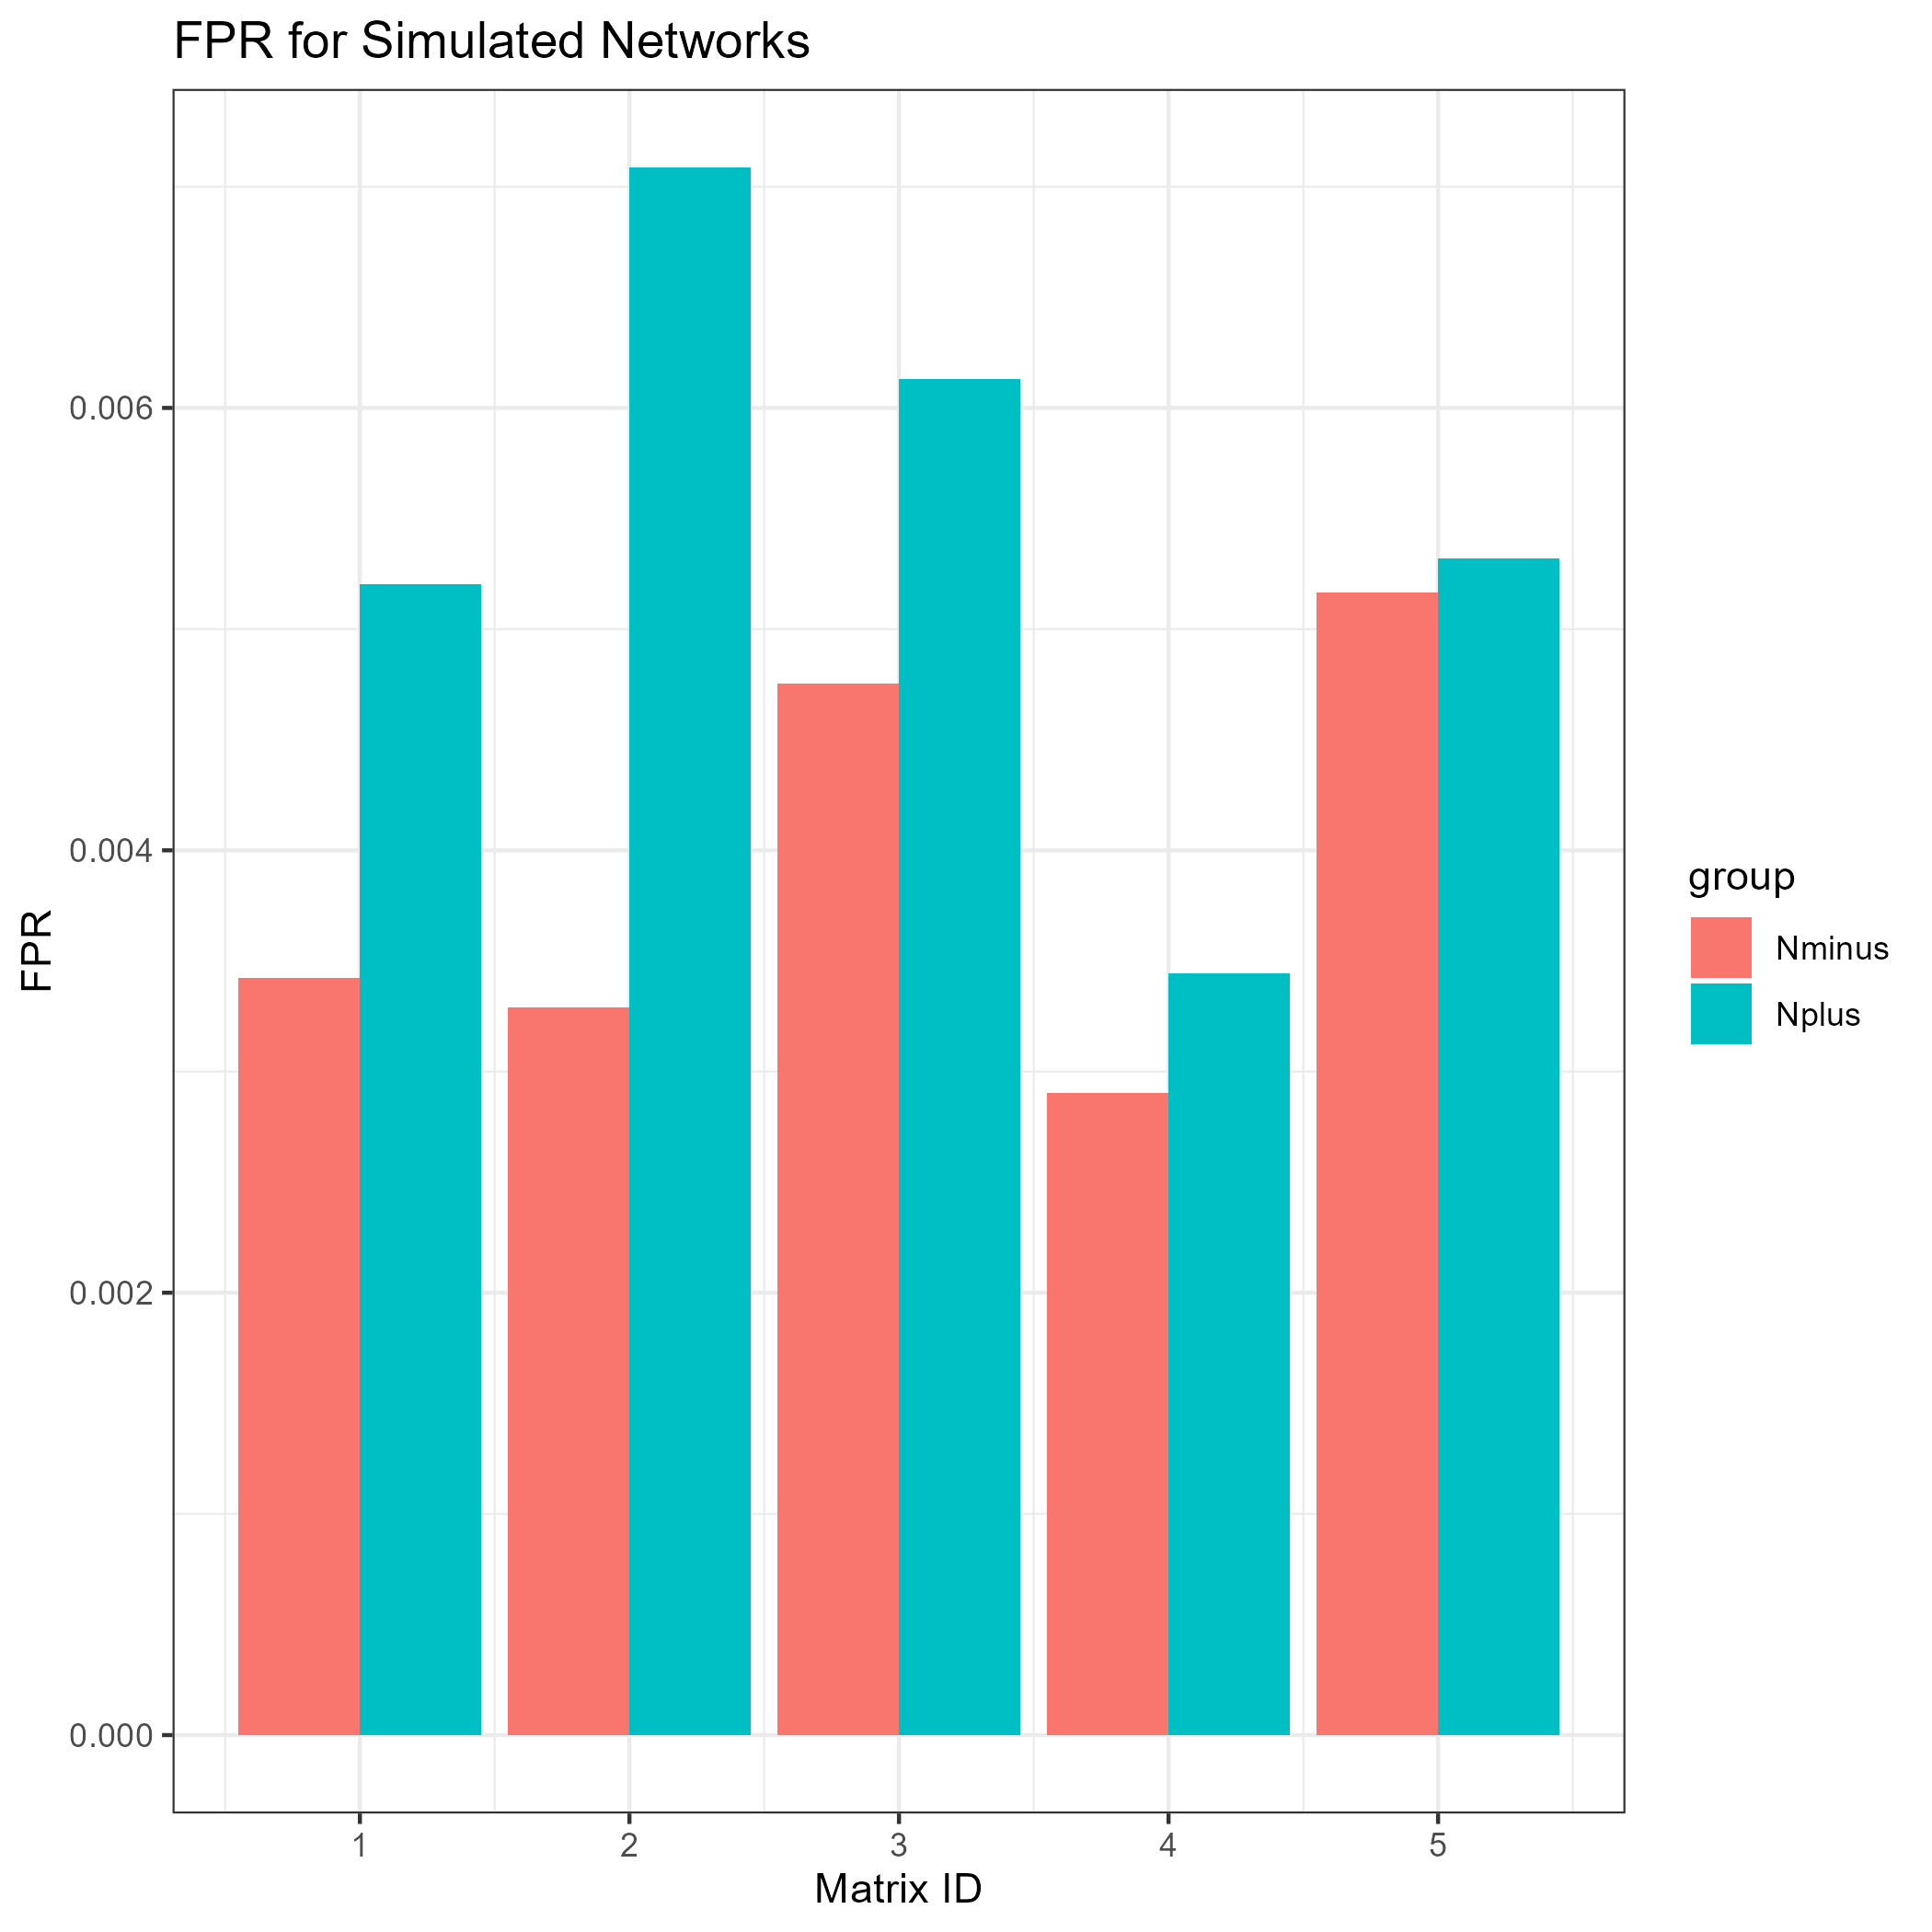 FPR for Simulated Networks
0.006
0.004
0.002
0.000
FPR
1 2 3 4 5
Matrix ID
group
Nminus
Nplus